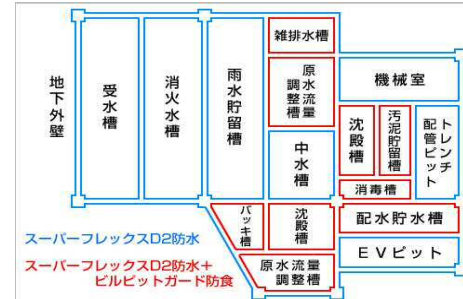 地下外壁
受水槽
消火水槽
雨水貯留槽
雑排水槽
原水流量
調整槽
中水槽
機械室
沈殿槽
汚泥貯留槽
トレンチ
配管ピット
消毒槽
バッキ槽
沈殿槽
配水貯水槽
原水流量
調整槽
EVピット
スーパーフレックスD2防水
スーパーフレックスD2防水+
ビルピットガード防食